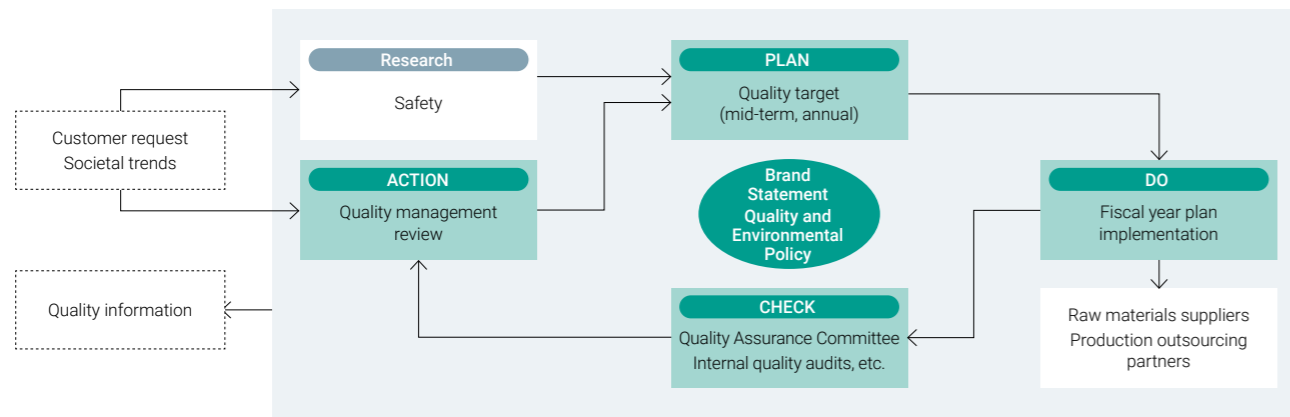 Research
Safety
PLAN
Quality target
(mid-term, annual)
Customer request
Societal trends
ACTION
Quality management
review
Brand
Statement
Quality and
Environmental
Policy
DO
Fiscal year plan
implementation
Quality information
CHECK
Quality Assurance Committee
Internal quality audits, etc.
Raw materials suppliers
Production outsourcing
partners